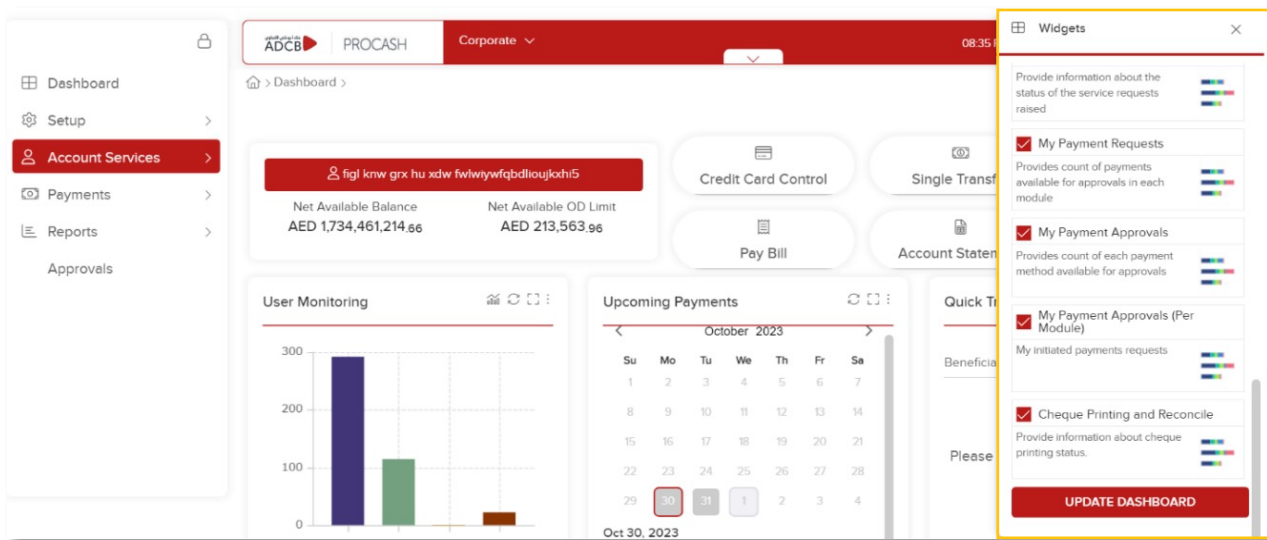 Dashboard
Setup
Account Services
Payments
Reports
Approvals
ADCB
PROCASH
Corporate
08:35
> Dashboard >
figl knw grx hu xdw fwlwiywfqbdlioujkxhi5
Net Available Balance
AED 1,734,461,214.66
Net Available OD Limit
AED 213,563.96
Credit Card Control
Single Transf
Pay Bill
Account Statem
User Monitoring
300
200
100
0
Upcoming Payments
October 2023
Su Mo Tu We Th Fr Sa
1 2 3 4 5 6 7
8 9 10 11 12 13 14
15 16 17 18 19 20 21
22 23 24 25 26 27 28
29 30 31 1 2 3 4
Oct 30, 2023
Quick Tr
Beneficia
Please
Widgets
Provide information about the
status of the service requests
raised
My Payment Requests
Provides count of payments
available for approvals in each
module
My Payment Approvals
Provides count of each payment
method available for approvals
My Payment Approvals (Per
Module)
My initiated payments requests
Cheque Printing and Reconcile
Provide information about cheque
printing status.
UPDATE DASHBOARD